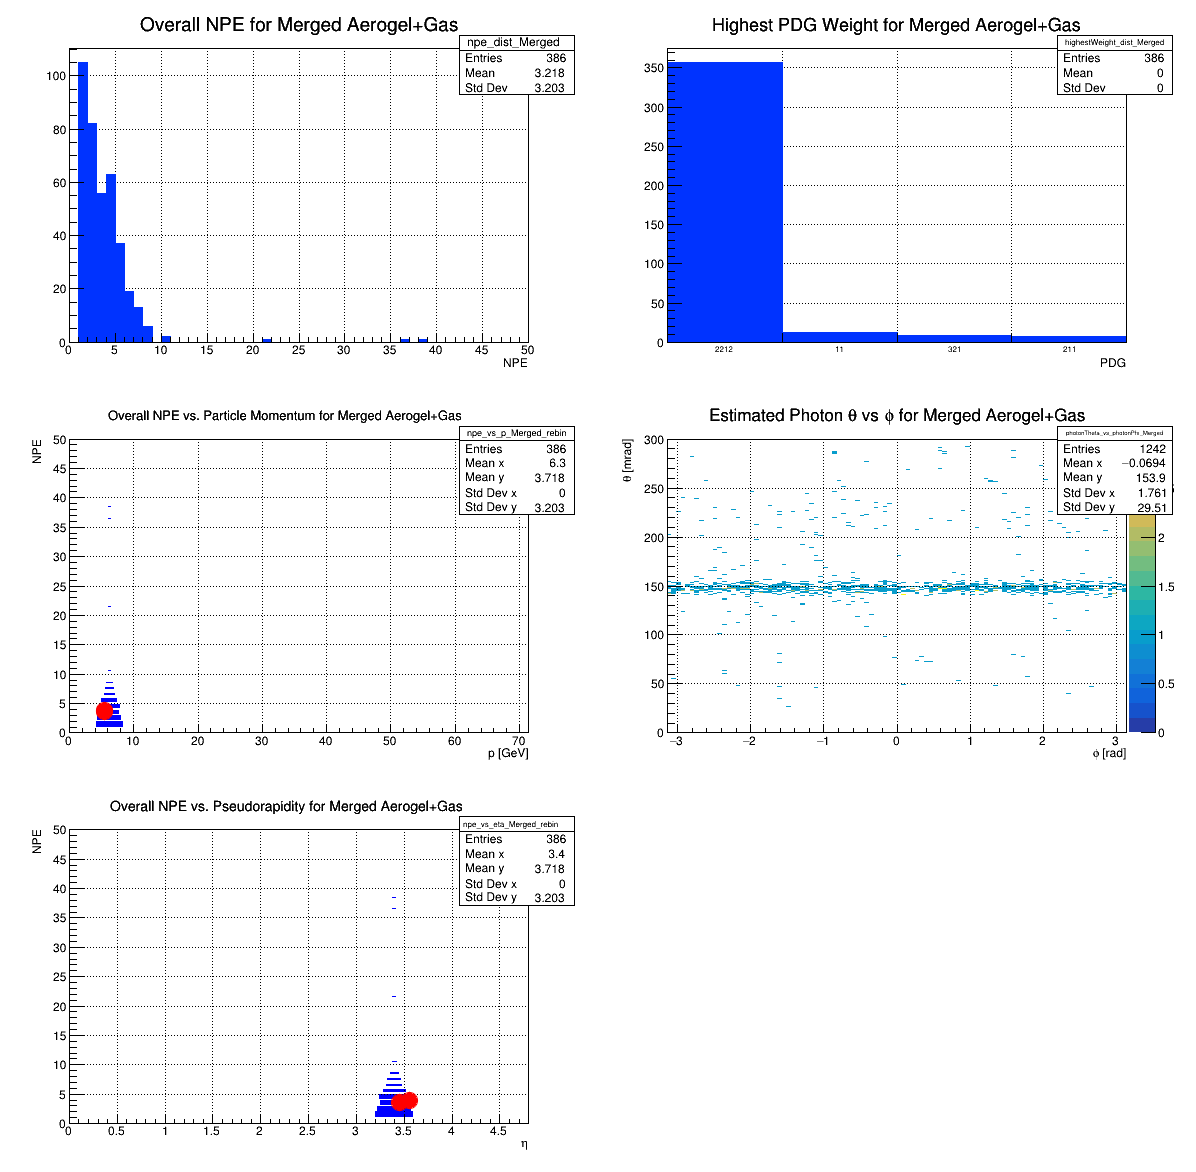 Overall NPE for Merged Aerogel+Gas
npe_dist_Merged
Entries 386
Mean 3.218
Std Dev 3.203
100
80
60
40
20
0
0 5 10 15 20 25 30 35 40 45 50
NPE
Highest PDG Weight for Merged Aerogel+Gas
highestWeight_dist_Merged
Entries 386
Mean 0
Std Dev 0
350
300
250
200
150
100
50
0
2212 11 321 211
PDG
Overall NPE vs. Particle Momentum for Merged Aerogel+Gas
NPE
npe_vs_p_Merged_rebin
Entries 386
Mean x 6.3
Mean y 3.718
Std Dev x 0
Std Dev y 3.203
50
45
40
35
30
25
20
15
10
5
0
0 10 20 30 40 50 60 70
p [GeV]
Estimated Photon θ vs ϕ for Merged Aerogel+Gas
θ [mrad]
photonTheta_vs_photonPhi_Merged
Entries 1242
Mean x −0.0694
Mean y 153.9
Std Dev x 1.761
Std Dev y 29.51
300
250
200
150
100
50
0
−3 −2 −1 0 1 2 3
ϕ [rad]
2
1.5
1
0.5
0
Overall NPE vs. Pseudorapidity for Merged Aerogel+Gas
NPE
npe_vs_eta_Merged_rebin
Entries 386
Mean x 3.4
Mean y 3.718
Std Dev x 0
Std Dev y 3.203
50
45
40
35
30
25
20
15
10
5
0
0 0.5 1 1.5 2 2.5 3 3.5 4 4.5
η